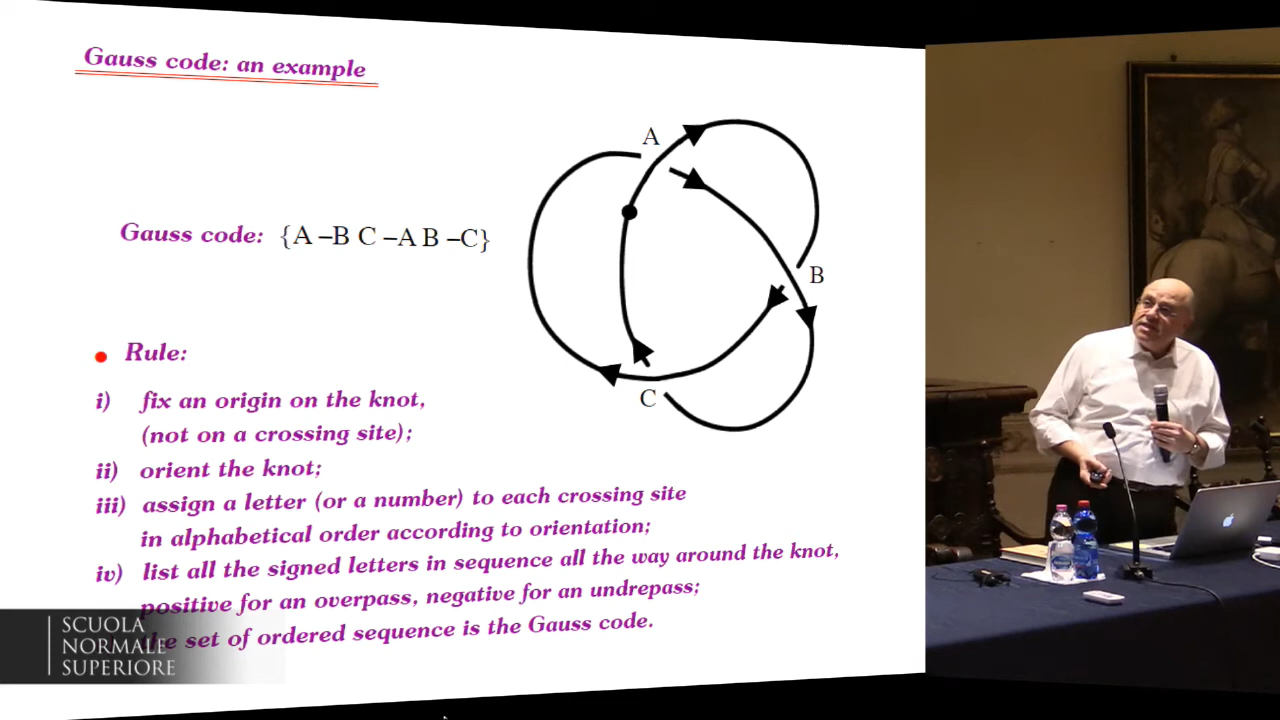 Gauss code: an example
A
Gauss code: {A –B C –A B –C}
B
Rule:
C
i) fix an origin on the knot,
(not on a crossing site);
ii) orient the knot;
iii) assign a letter (or a number) to each crossing site
in alphabetical order according to orientation;
iv) list all the signed letters in sequence all the way around the knot,
positive for an overpass, negative for an undrepass;
the set of ordered sequence is the Gauss code.
SCUOLA
NORMALE
SUPERIORE